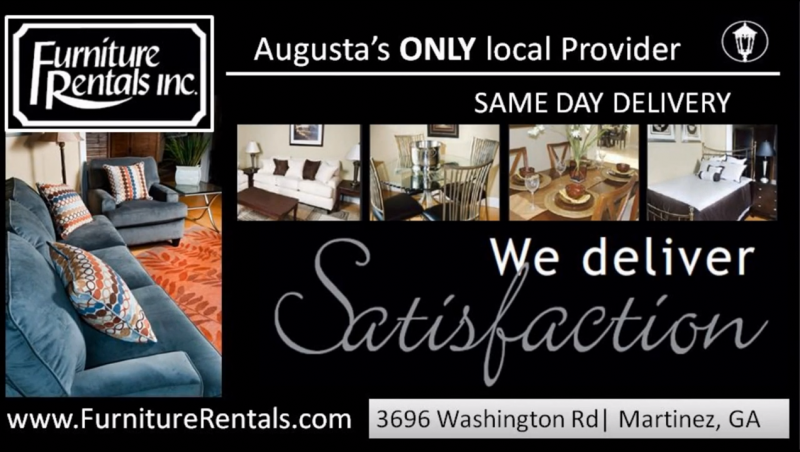 Furniture
Rentals Inc.
Augusta's ONLY local Provider
SAME DAY DELIVERY
We deliver
Satisfaction
www.FurnitureRentals.com
3696 Washington Rd| Martinez, GA